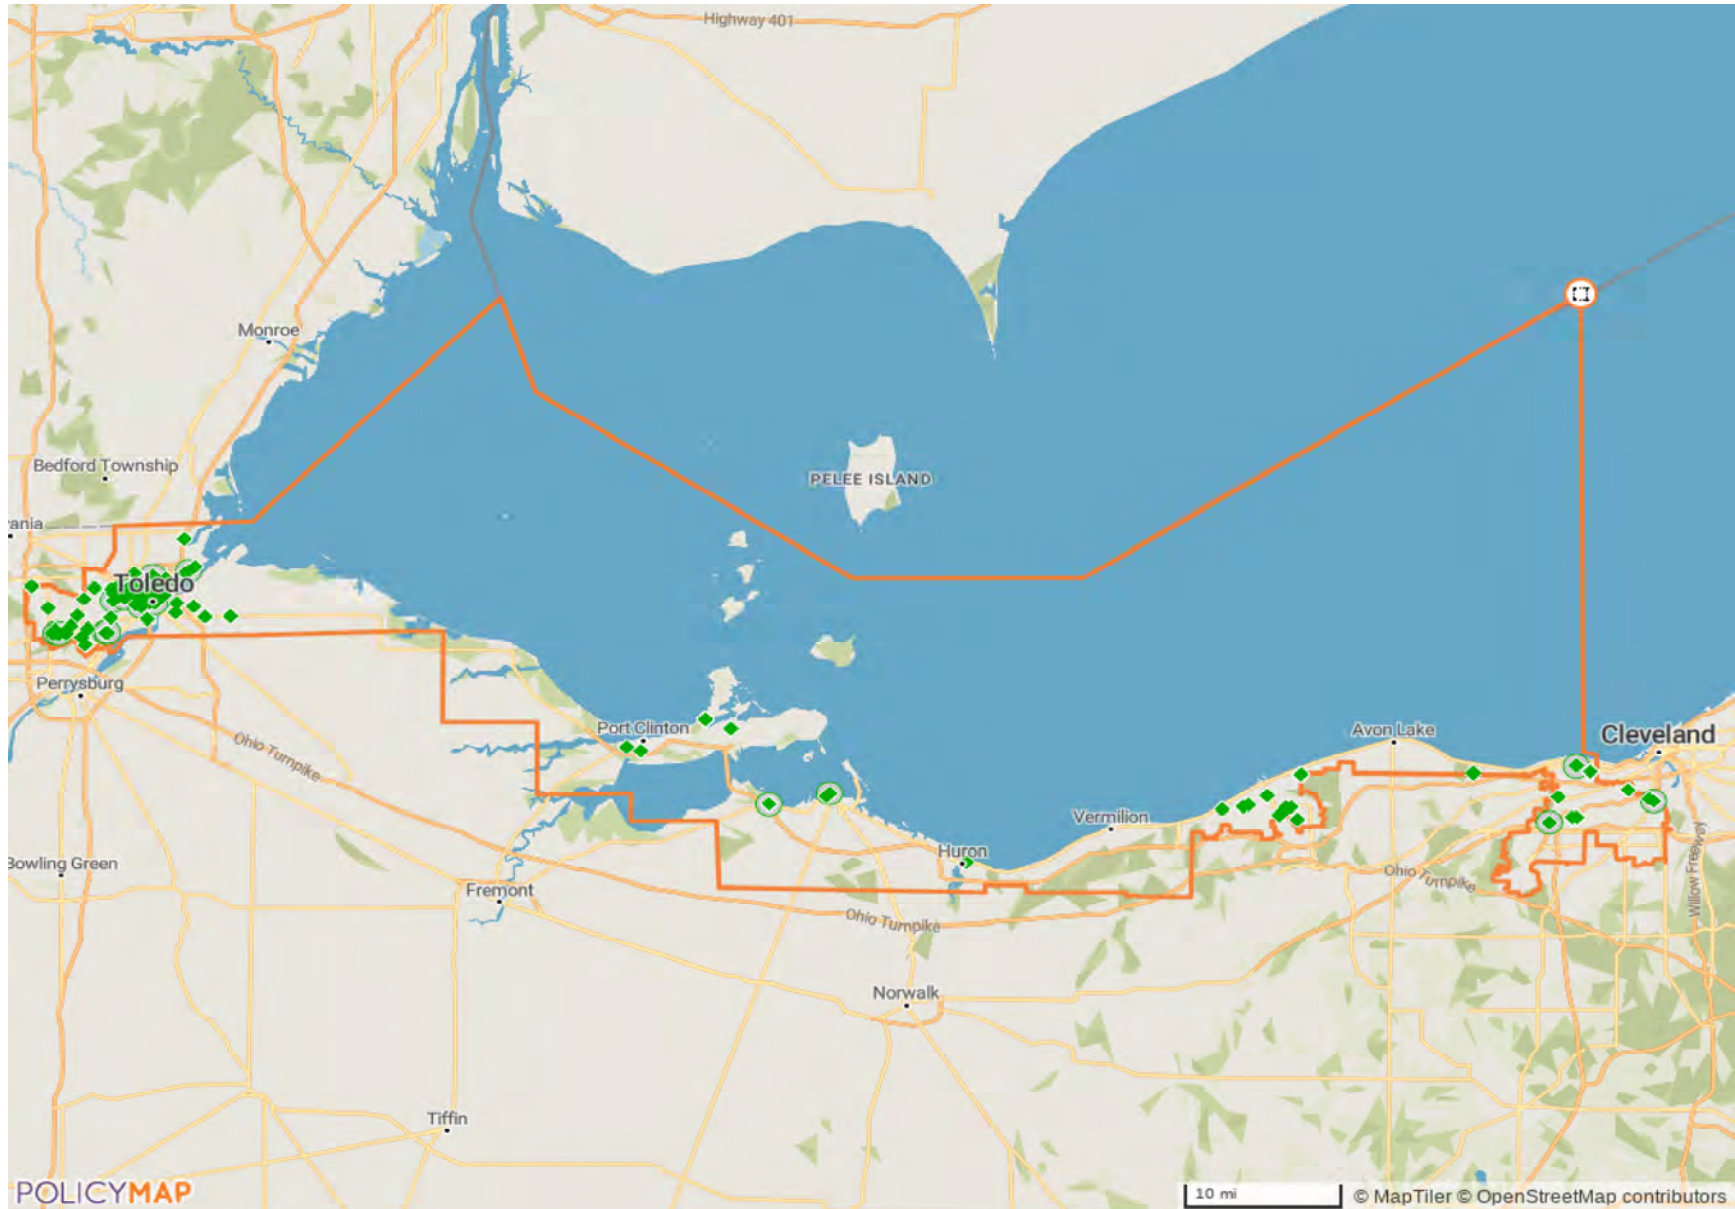 Highway 401
Monroe
Bedford Township
vania
PELEE ISLAND
Toledo
Perrysburg
Ohio Turnpike
Port Clinton
Avon Lake
Cleveland
Vermilion
Huron
Bowling Green
Fremont
Ohio Turnpike
Ohio Turnpike
Willow Freeway
Norwalk
Tiffin
POLICYMAP
10 mi
© MapTiler © OpenStreetMap contributors